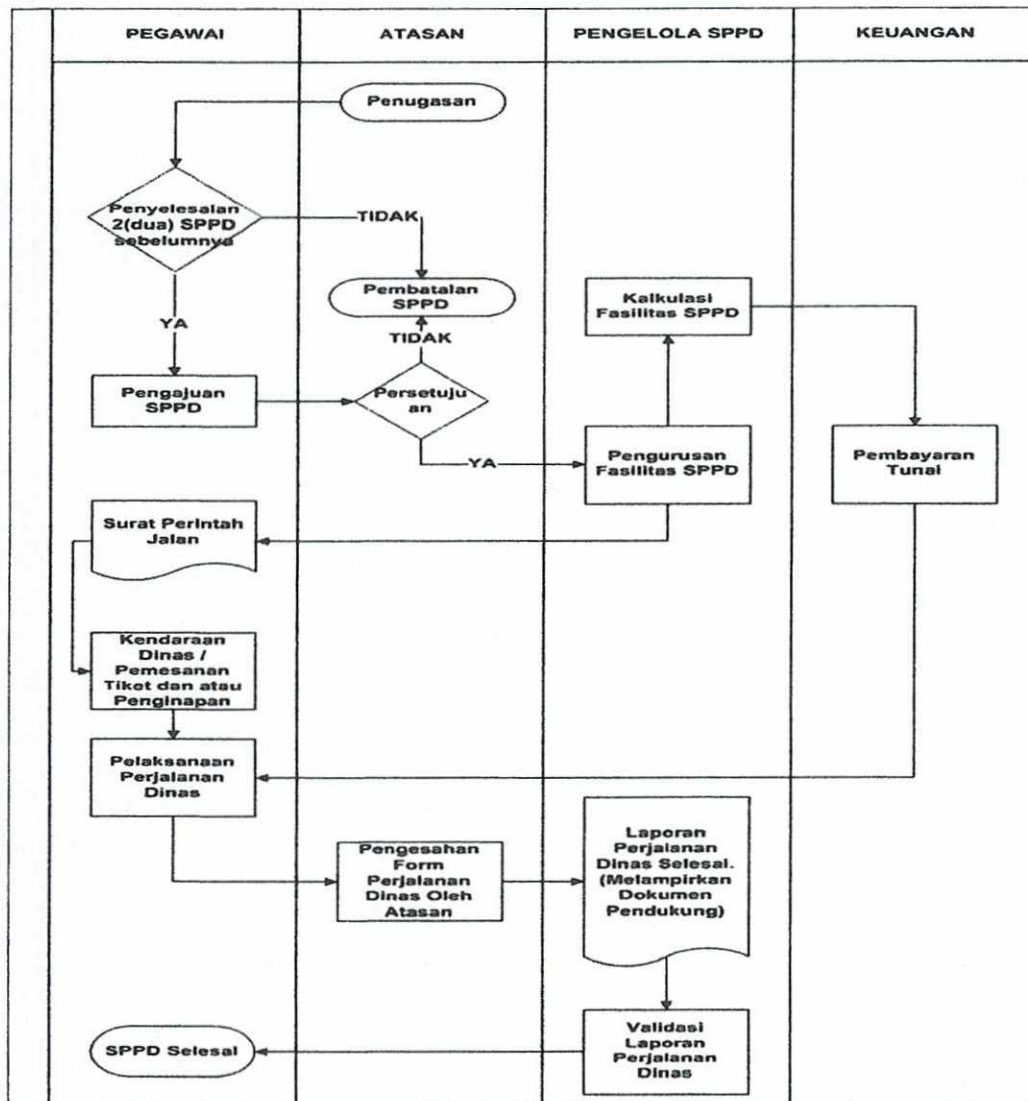 PEGAWAI
ATASAN
PENGELOLA SPPD
KEUANGAN
Penugasan
Penyelesaian
2(dua) SPPD
sebelumnya
TIDAK
Pembatalan
SPPD
Kalkulasi
Fasilitas SPPD
YA
TIDAK
Pengajuan
SPPD
Persetuju
an
YA
Pengurusan
Fasilitas SPPD
Pembayaran
Tunai
Surat Perintah
Jalan
Kendaraan
Dinas /
Pemesanan
Tiket dan atau
Penginapan
Pelaksanaan
Perjalanan
Dinas
Pengesahan
Form
Perjalanan
Dinas Oleh
Atasan
Laporan
Perjalanan
Dinas Selesai.
(Melampirkan
Dokumen
Pendukung)
Validasi
Laporan
Perjalanan
Dinas
SPPD Selesai